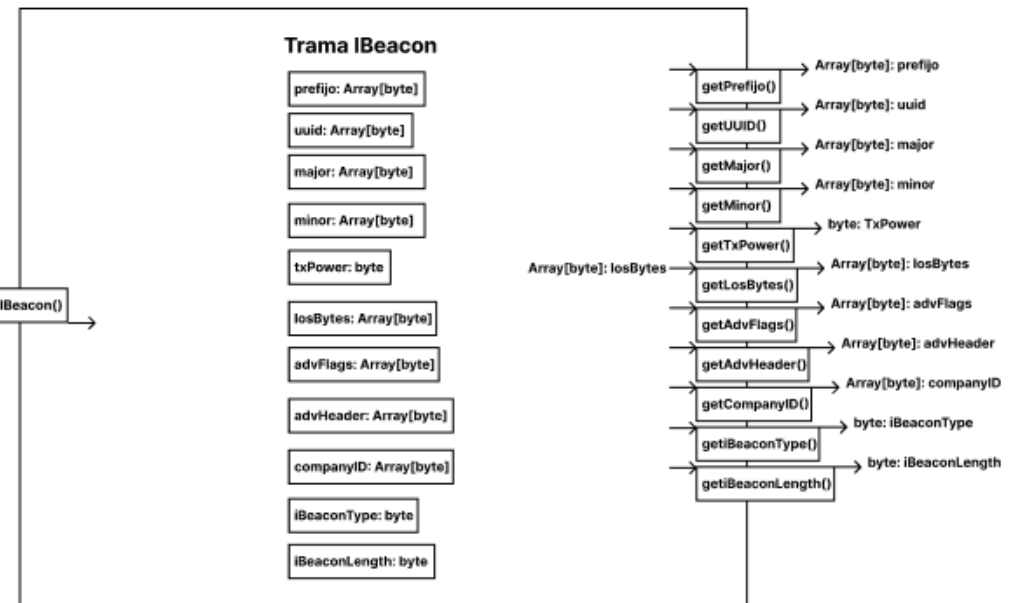 Trama IBeacon
prefijo: Array[byte]
uuid: Array[byte]
major: Array[byte]
minor: Array[byte]
txPower: byte
losBytes: Array[byte]
advFlags: Array[byte]
advHeader: Array[byte]
companyID: Array[byte]
iBeaconType: byte
iBeaconLength: byte
IBeacon()
Array[byte]: prefijo
getPrefijo()
Array[byte]: uuid
getUUID()
Array[byte]: major
getMajor()
Array[byte]: minor
getMinor()
byte: TxPower
getTxPower()
Array[byte]: losBytes
Array[byte]: losBytes
getLosBytes()
Array[byte]: advFlags
getAdvFlags()
Array[byte]: advHeader
getAdvHeader()
Array[byte]: companyID
getCompanyID()
byte: iBeaconType
getiBeaconType()
byte: iBeaconLength
getiBeaconLength()